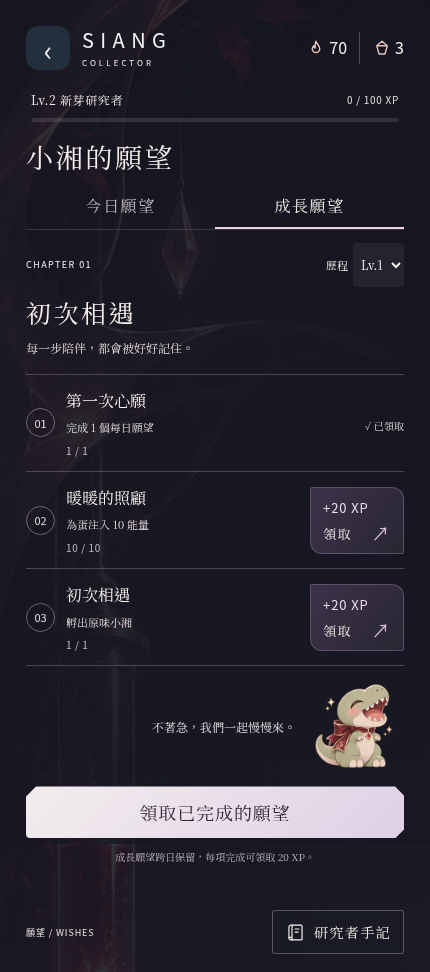 ‹ SIANG
COLLECTOR
70
3
Lv.2 新芽研究者
0 / 100 XP
小湘的願望
今日願望
成長願望
CHAPTER 01
歷程
Lv.1
初次相遇
每一步陪伴，都會被好好記住。
01
第一次心願
完成 1 個每日願望
1 / 1
✓ 已領取
02
暖暖的照顧
為蛋注入 10 能量
10 / 10
+20 XP
領取 ↗
03
初次相遇
孵出原味小湘
1 / 1
+20 XP
領取 ↗
不著急，我們一起慢慢來。
領取已完成的願望
成長願望跨日保留，每項完成可領取 20 XP。
願望 / WISHES
研究者手記